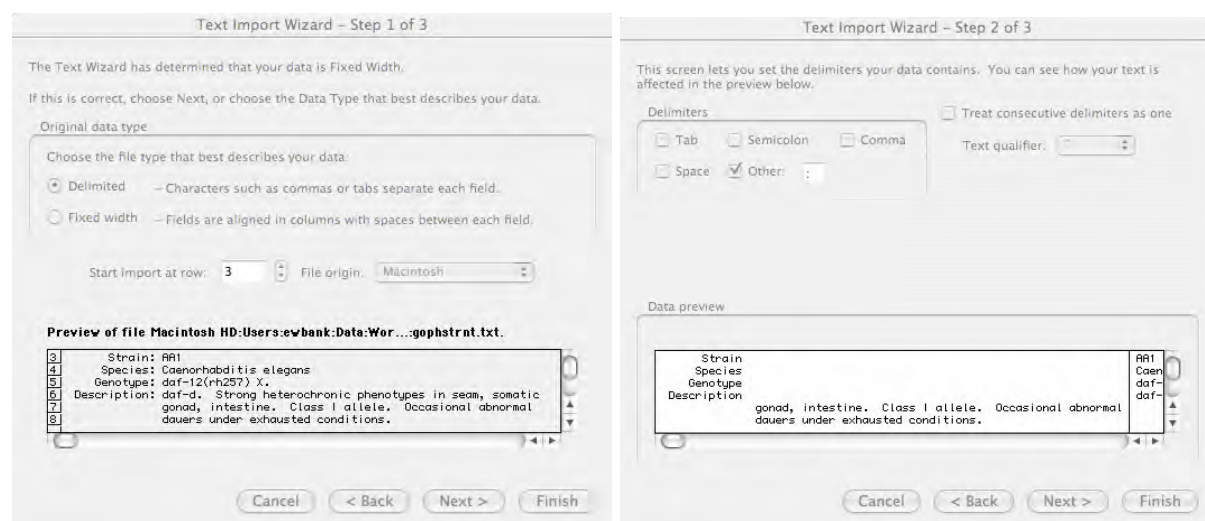 Text Import Wizard – Step 1 of 3
The Text Wizard has determined that your data is Fixed Width.
If this is correct, choose Next, or choose the Data Type that best describes your data.
Original data type
Choose the file type that best describes your data:
Delimited – Characters such as commas or tabs separate each field.
Fixed width – Fields are aligned in columns with spaces between each field.
Start import at row: 3 File origin: Macintosh
Preview of file Macintosh HD:Users:ewbank:Data:Wor...:gophstrnt.txt.
3 Strain: AA1
4 Species: Caenorhabditis elegans
5 Genotype: daf-12(rh257) X.
6 Description: daf-d. Strong heterochronic phenotypes in seam, somatic
7 gonad, intestine. Class I allele. Occasional abnormal
8 dauers under exhausted conditions.
Cancel < Back Next > Finish
Text Import Wizard – Step 2 of 3
This screen lets you set the delimiters your data contains. You can see how your text is
affected in the preview below.
Delimiters
Treat consecutive delimiters as one
Tab Semicolon Comma
Text qualifier: "
Space Other: :
Data preview
Strain AA1
Species Caen
Genotype daf-
Description daf-
gonad, intestine. Class I allele. Occasional abnormal
dauers under exhausted conditions.
Cancel < Back Next > Finish